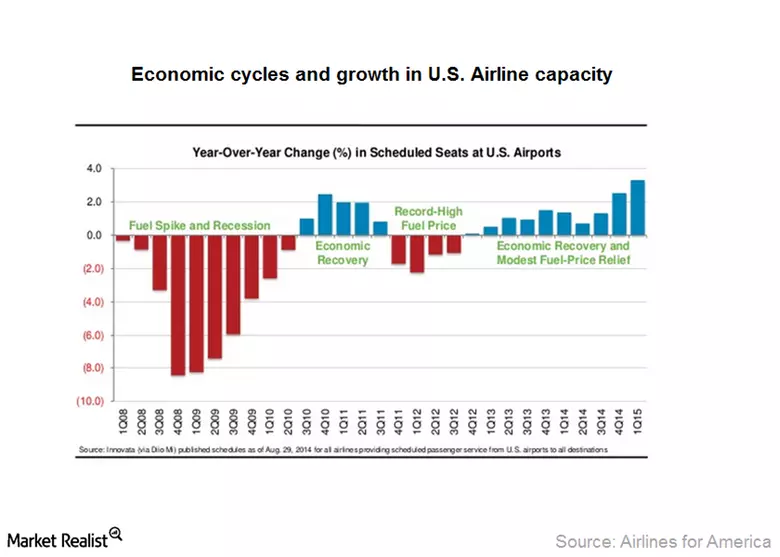 Economic cycles and growth in U.S. Airline capacity
Year-Over-Year Change (%) in Scheduled Seats at U.S. Airports
4.0
2.0
0.0
(2.0)
(4.0)
(6.0)
(8.0)
(10.0)
Fuel Spike and Recession
Economic
Recovery
Record-High
Fuel Price
Economic Recovery and
Modest Fuel-Price Relief
1Q08
2Q08
3Q08
4Q08
1Q09
2Q09
3Q09
4Q09
1Q10
2Q10
3Q10
4Q10
1Q11
2Q11
3Q11
4Q11
1Q12
2Q12
3Q12
4Q12
1Q13
2Q13
3Q13
4Q13
1Q14
2Q14
3Q14
4Q14
1Q15
Source: Innovata (via Diio Mi) published schedules as of Aug. 29, 2014 for all airlines providing scheduled passenger service from U.S. airports to all destinations
Market Realist
Source: Airlines for America